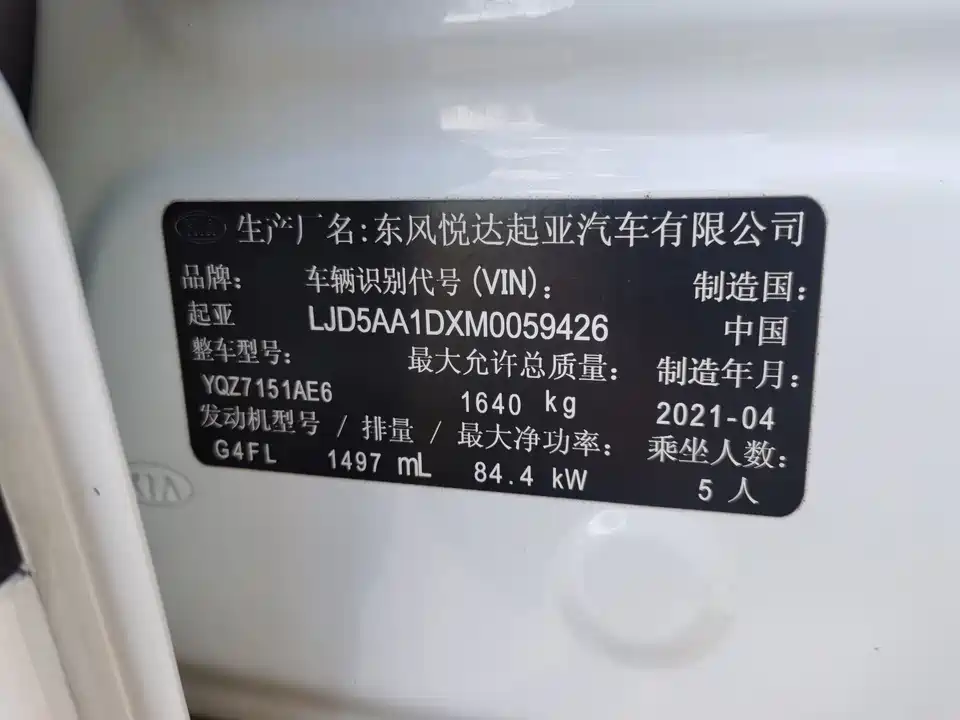 生产厂名:东风悦达起亚汽车有限公司
品牌: 车辆识别代号(VIN): 制造国:
起亚 LJD5AA1DXM0059426 中国
整车型号: 最大允许总质量: 制造年月:
YQZ7151AE6 1640 kg 2021-04
发动机型号 / 排量 / 最大净功率: 乘坐人数:
G4FL 1497 mL 84.4 kW 5 人
KIA